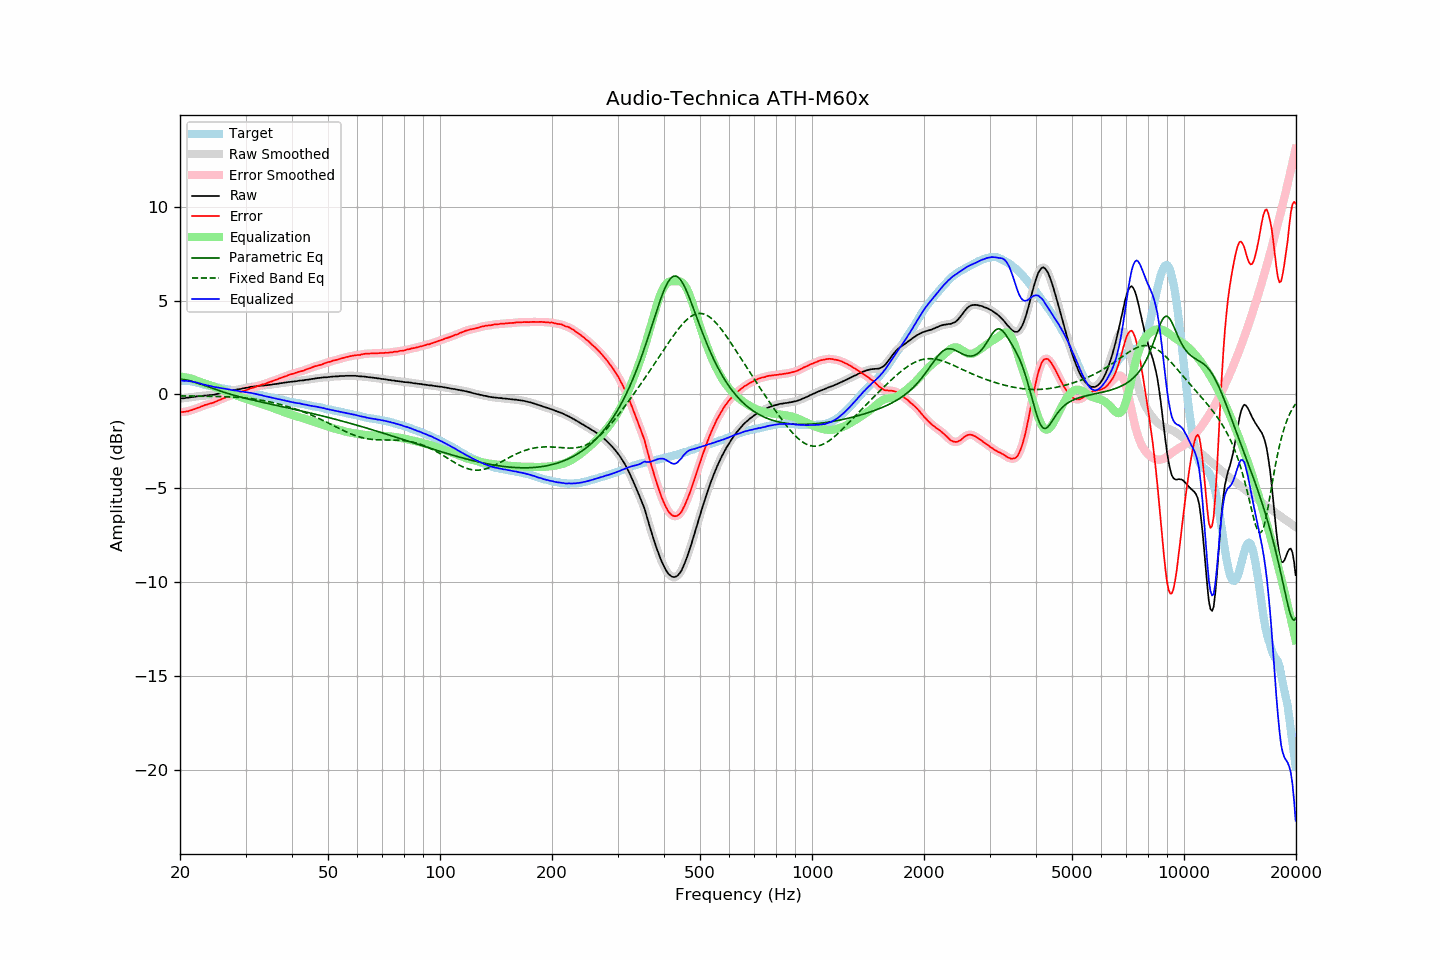 Audio-Technica ATH-M60x
Target
Raw Smoothed
Error Smoothed
Raw
Error
Equalization
Parametric Eq
Fixed Band Eq
Equalized
10
5
0
−5
−10
−15
−20
Amplitude (dBr)
20 50 100 200 500 1000 2000 5000 10000 20000
Frequency (Hz)